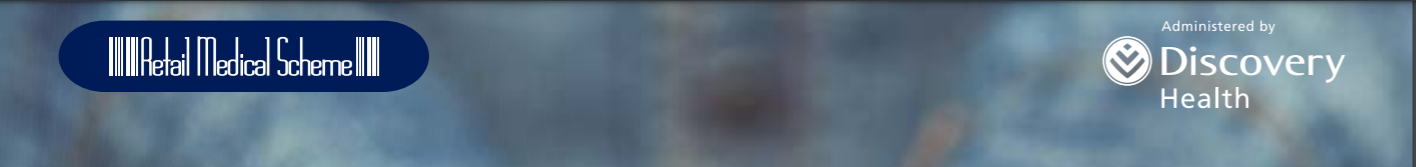 Retail Medical Scheme
Administered by
Discovery
Health